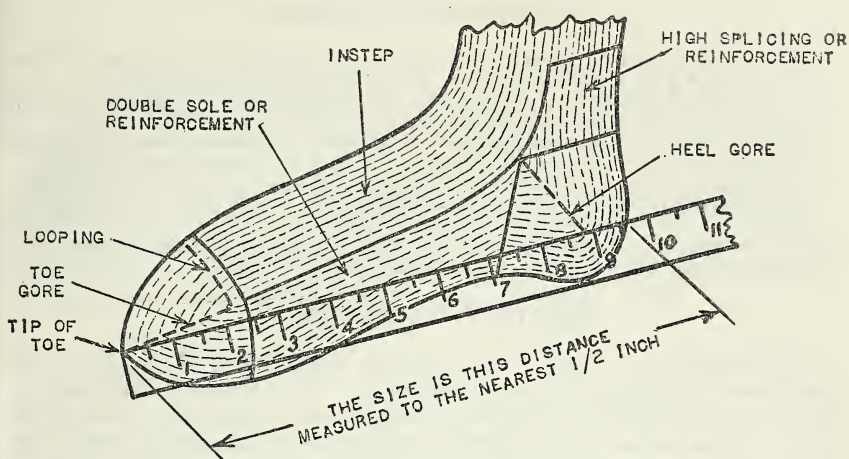 INSTEP
HIGH SPLICING OR
REINFORCEMENT
DOUBLE SOLE OR
REINFORCEMENT
HEEL GORE
LOOPING
TOE
GORE
TIP OF
TOE
1 2 3 4 5 6 7 8 9 10 11
THE SIZE IS THIS DISTANCE
MEASURED TO THE NEAREST 1/2 INCH